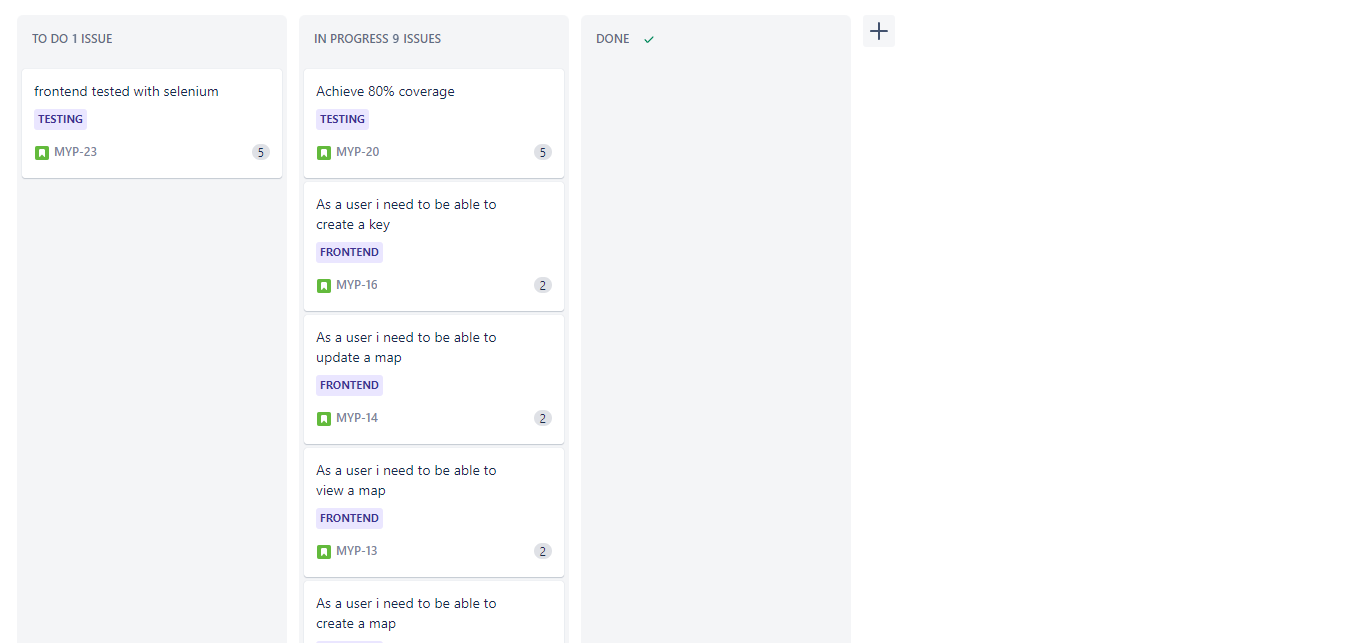 TO DO 1 ISSUE
frontend tested with selenium
TESTING
MYP-23
5
IN PROGRESS 9 ISSUES
Achieve 80% coverage
TESTING
MYP-20
5
As a user i need to be able to
create a key
FRONTEND
MYP-16
2
As a user i need to be able to
update a map
FRONTEND
MYP-14
2
As a user i need to be able to
view a map
FRONTEND
MYP-13
2
As a user i need to be able to
create a map
DONE